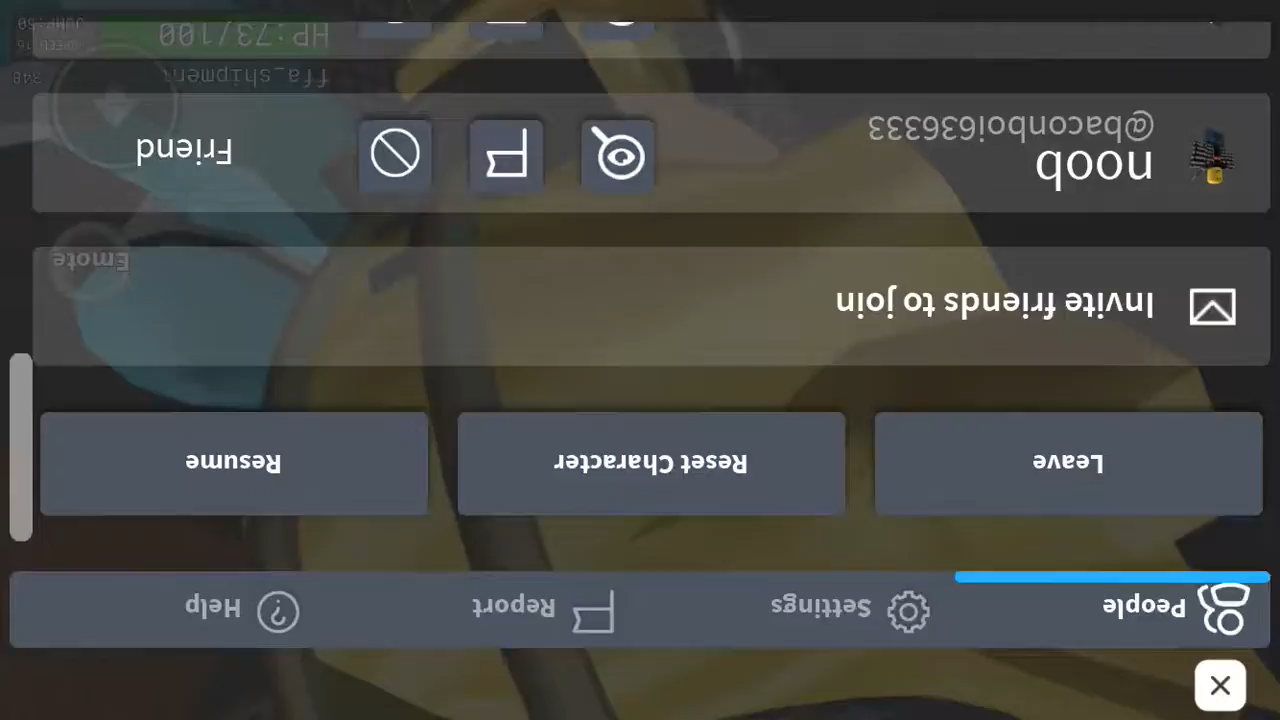 People
Settings
Report
Help
Leave
Reset Character
Resume
Invite friends to join
Emote
noob
@baconboi636333
Friend
ffa_shipment
348
HP:73/100